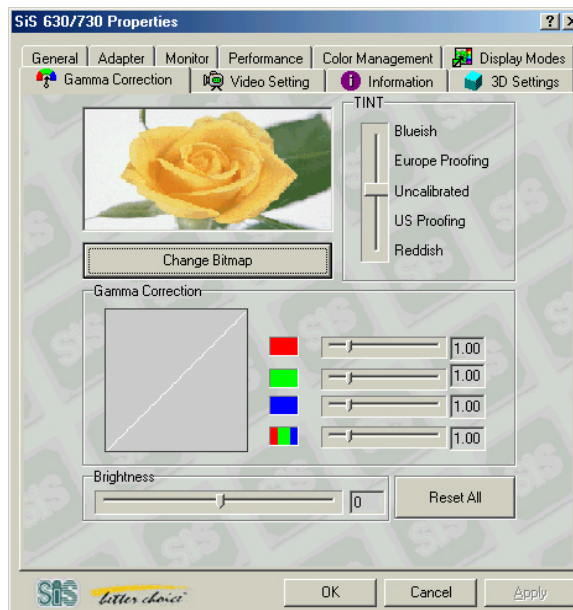 SiS 630/730 Properties
General
Adapter
Monitor
Performance
Color Management
Display Modes
Gamma Correction
Video Setting
Information
3D Settings
TINT
Blueish
Europe Proofing
Uncalibrated
US Proofing
Reddish
Change Bitmap
Gamma Correction
1.00
1.00
1.00
1.00
Brightness
0
Reset All
SiS
better choice
OK
Cancel
Apply